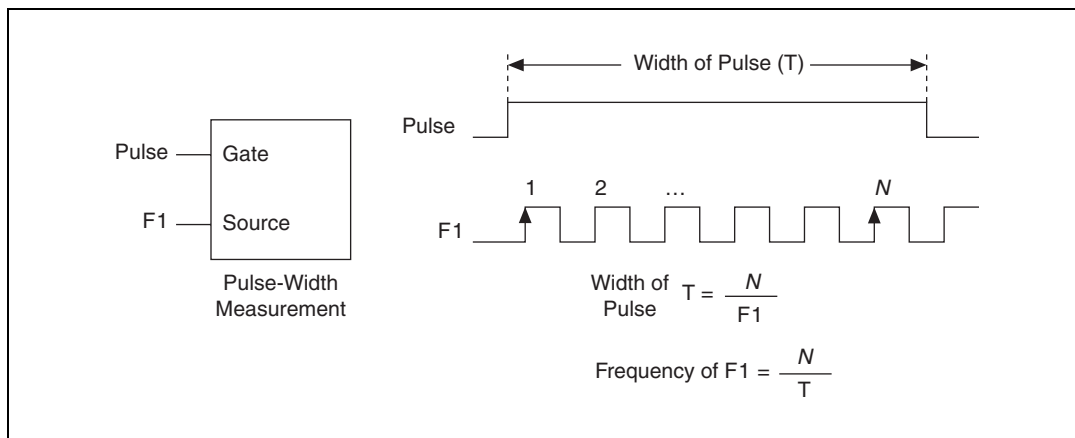 Width of Pulse (T)
Pulse
Pulse
Gate
1 2 … N
F1
Source
F1
Pulse-Width
Measurement
Width of
Pulse
T = N
F1
Frequency of F1 = N
T